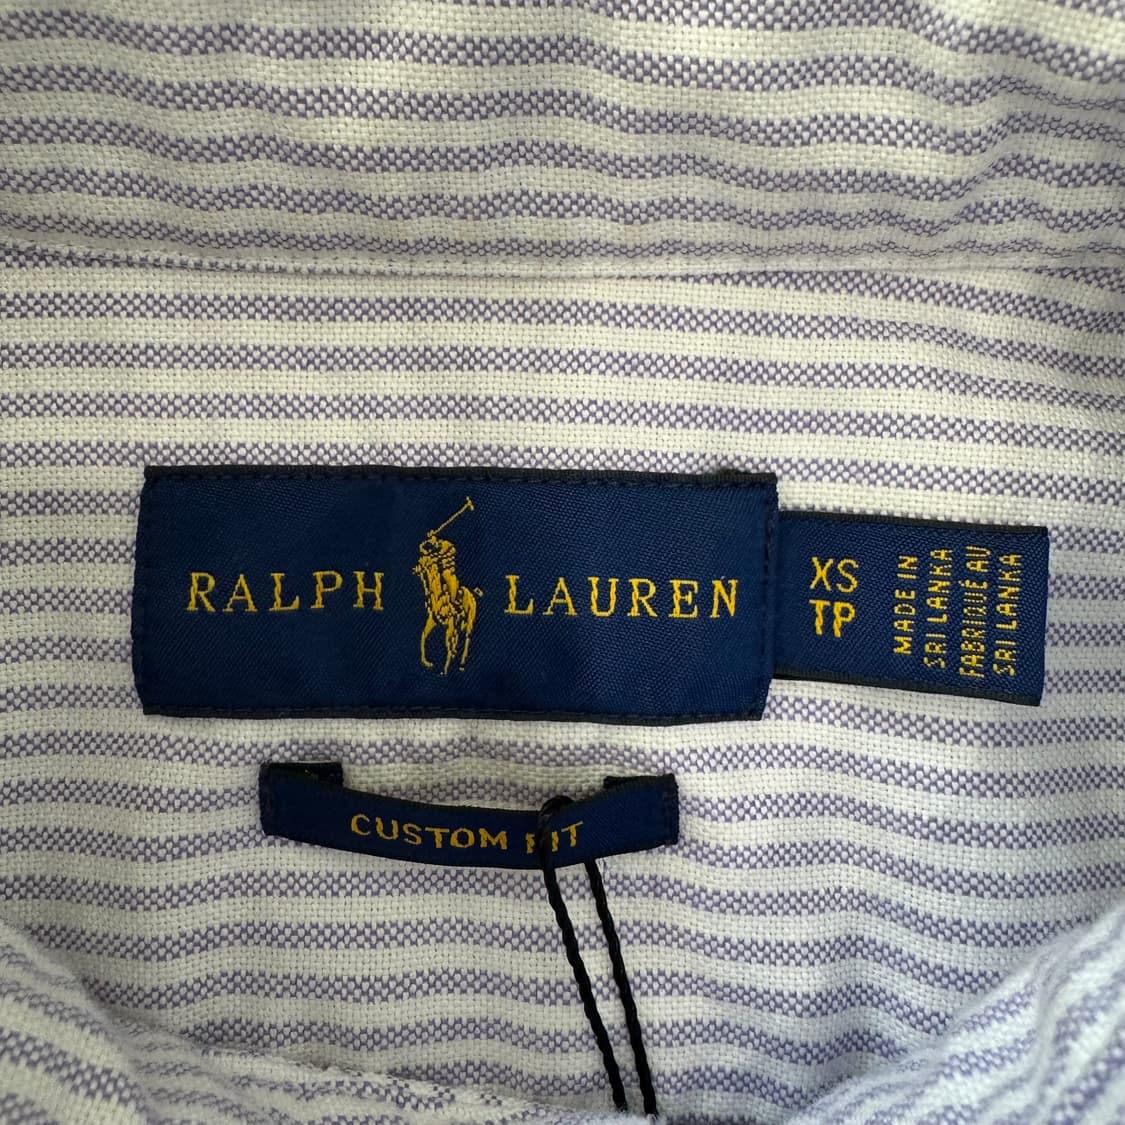 RALPH LAUREN
XS
TP
MADE IN
SRI LANKA
FABRIQUÉ AU
SRI LANKA
CUSTOM FIT